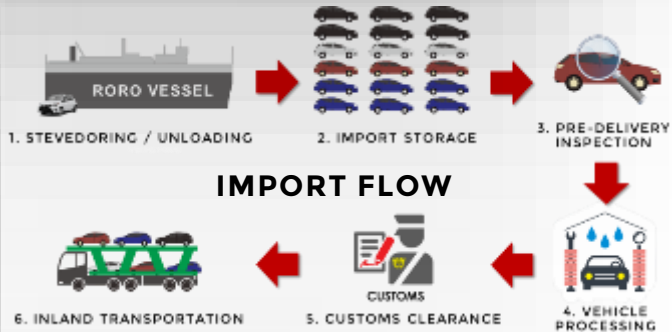 RORO VESSEL
1. STEVEDORING / UNLOADING
2. IMPORT STORAGE
3. PRE-DELIVERY
INSPECTION
IMPORT FLOW
4. VEHICLE
PROCESSING
CUSTOMS
5. CUSTOMS CLEARANCE
6. INLAND TRANSPORTATION